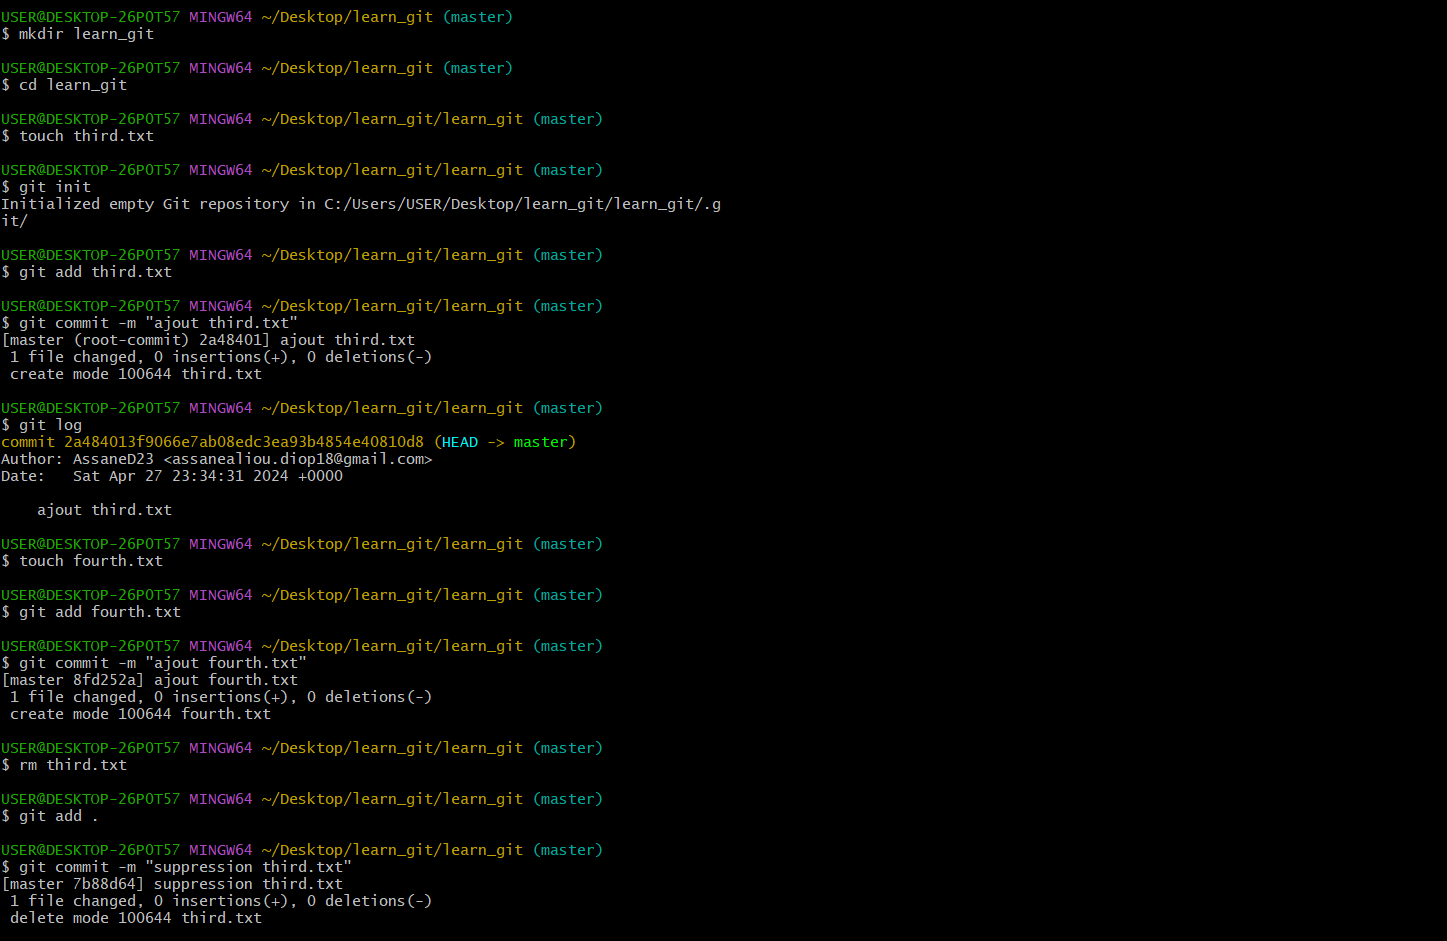 USER@DESKTOP-26POT57 MINGW64 ~/Desktop/learn_git (master)
$ mkdir learn_git
USER@DESKTOP-26POT57 MINGW64 ~/Desktop/learn_git (master)
$ cd learn_git
USER@DESKTOP-26POT57 MINGW64 ~/Desktop/learn_git/learn_git (master)
$ touch third.txt
USER@DESKTOP-26POT57 MINGW64 ~/Desktop/learn_git/learn_git (master)
$ git init
Initialized empty Git repository in C:/Users/USER/Desktop/learn_git/learn_git/.g
it/
USER@DESKTOP-26POT57 MINGW64 ~/Desktop/learn_git/learn_git (master)
$ git add third.txt
USER@DESKTOP-26POT57 MINGW64 ~/Desktop/learn_git/learn_git (master)
$ git commit -m "ajout third.txt"
[master (root-commit) 2a48401] ajout third.txt
 1 file changed, 0 insertions(+), 0 deletions(-)
 create mode 100644 third.txt
USER@DESKTOP-26POT57 MINGW64 ~/Desktop/learn_git/learn_git (master)
$ git log
commit 2a484013f9066e7ab08edc3ea93b4854e40810d8 (HEAD -> master)
Author: AssaneD23 <assanealiou.diop18@gmail.com>
Date:   Sat Apr 27 23:34:31 2024 +0000
    ajout third.txt
USER@DESKTOP-26POT57 MINGW64 ~/Desktop/learn_git/learn_git (master)
$ touch fourth.txt
USER@DESKTOP-26POT57 MINGW64 ~/Desktop/learn_git/learn_git (master)
$ git add fourth.txt
USER@DESKTOP-26POT57 MINGW64 ~/Desktop/learn_git/learn_git (master)
$ git commit -m "ajout fourth.txt"
[master 8fd252a] ajout fourth.txt
 1 file changed, 0 insertions(+), 0 deletions(-)
 create mode 100644 fourth.txt
USER@DESKTOP-26POT57 MINGW64 ~/Desktop/learn_git/learn_git (master)
$ rm third.txt
USER@DESKTOP-26POT57 MINGW64 ~/Desktop/learn_git/learn_git (master)
$ git add .
USER@DESKTOP-26POT57 MINGW64 ~/Desktop/learn_git/learn_git (master)
$ git commit -m "suppression third.txt"
[master 7b88d64] suppression third.txt
 1 file changed, 0 insertions(+), 0 deletions(-)
 delete mode 100644 third.txt